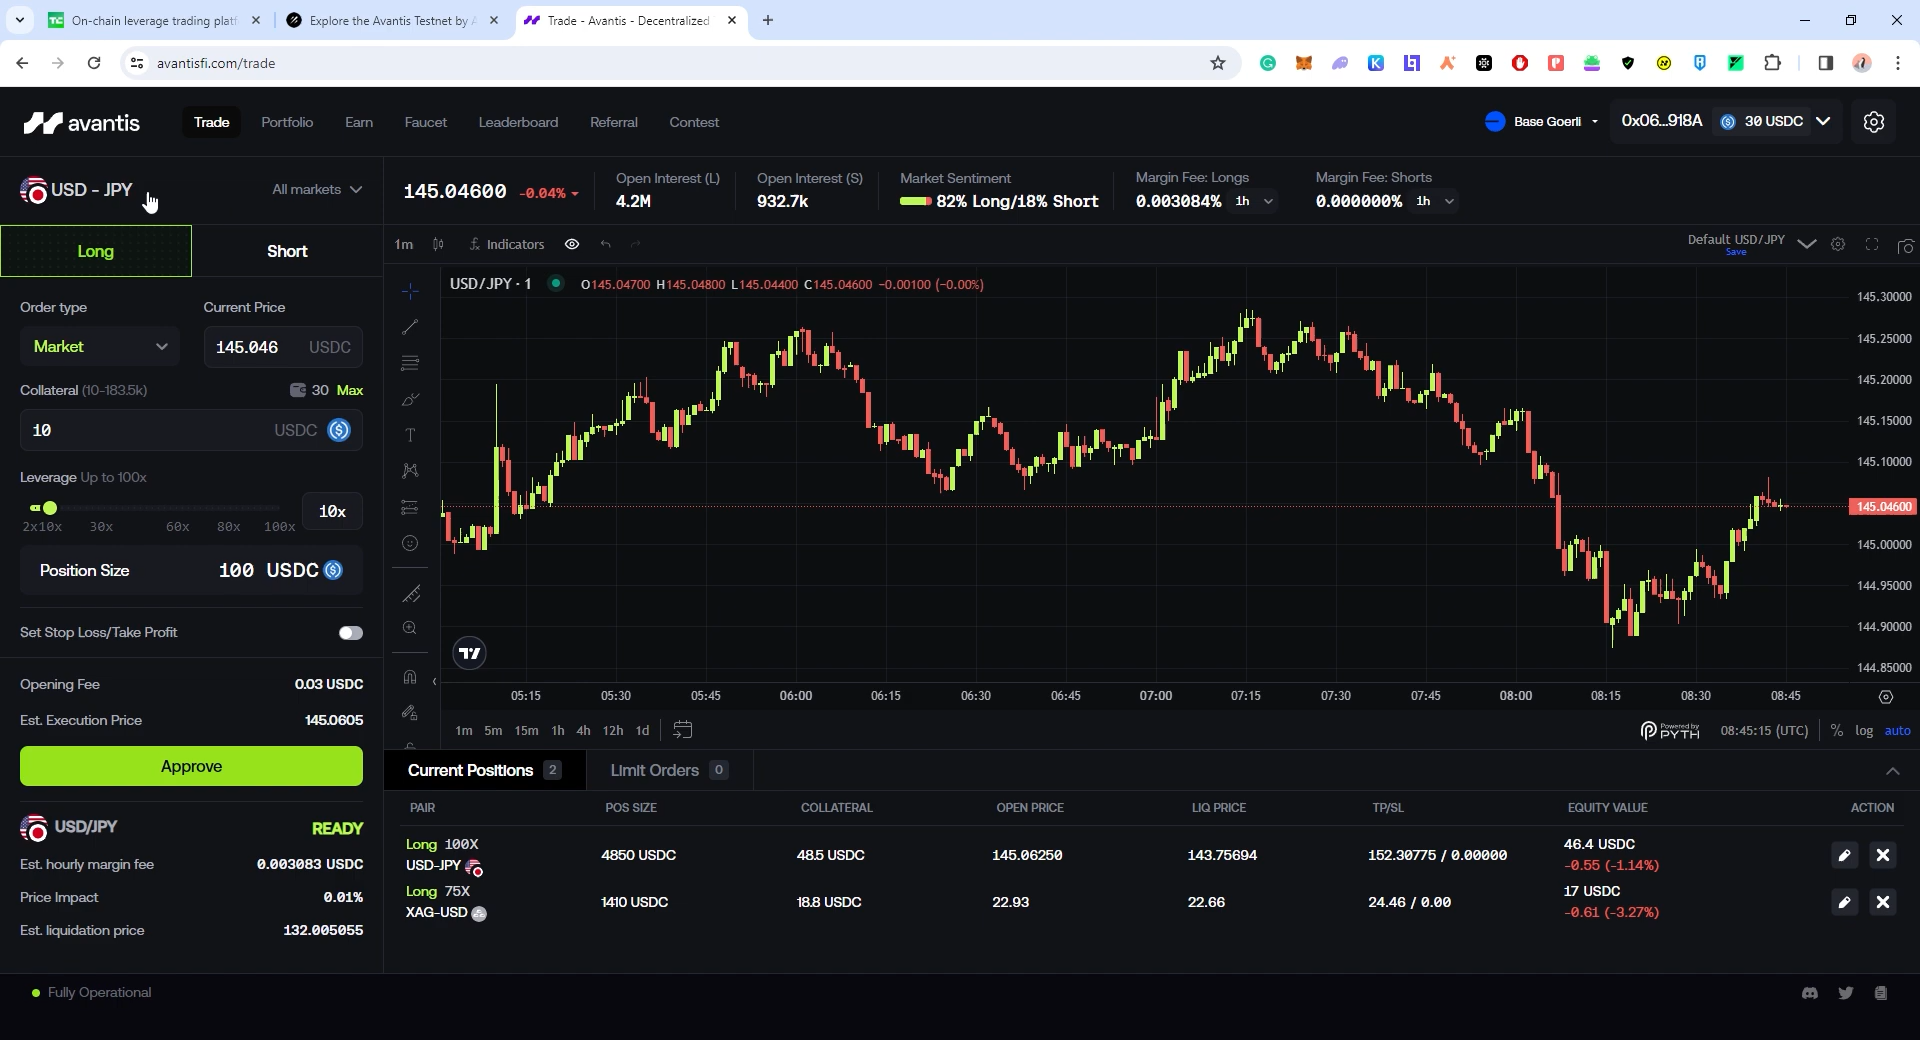 On-chain leverage trading platf
Explore the Avantis Testnet by A
Trade - Avantis - Decentralized
avantisfi.com/trade
avantis
Trade
Portfolio
Earn
Faucet
Leaderboard
Referral
Contest
Base Goerli
0x06...918A
30 USDC
USD - JPY
All markets
145.04600 -0.04%
Open Interest (L)
4.2M
Open Interest (S)
932.7k
Market Sentiment
82% Long/18% Short
Margin Fee: Longs
0.003084% 1h
Margin Fee: Shorts
0.000000% 1h
Long
Short
1m
Indicators
Default USD/JPY
Save
USD/JPY · 1
O145.04700 H145.04800 L145.04400 C145.04600 -0.00100 (-0.00%)
Order type
Current Price
Market
145.046 USDC
Collateral (10-183.5k)
30 Max
10
USDC
Leverage Up to 100x
10x
2x10x 30x 60x 80x 100x
Position Size
100 USDC
Set Stop Loss/Take Profit
Opening Fee
0.03 USDC
Est. Execution Price
145.0605
Approve
USD/JPY
READY
Est. hourly margin fee
0.003083 USDC
Price Impact
0.01%
Est. liquidation price
132.005055
145.30000
145.25000
145.20000
145.15000
145.10000
145.04600
145.00000
144.95000
144.90000
144.85000
05:15 05:30 05:45 06:00 06:15 06:30 06:45 07:00 07:15 07:30 07:45 08:00 08:15 08:30 08:45
1m 5m 15m 1h 4h 12h 1d
Powered by
PYTH
08:45:15 (UTC)
% log auto
Current Positions 2
Limit Orders 0
PAIR POS SIZE COLLATERAL OPEN PRICE LIQ PRICE TP/SL EQUITY VALUE ACTION
Long 100X
USD-JPY
4850 USDC
48.5 USDC
145.06250
143.75694
152.30775 / 0.00000
46.4 USDC
-0.55 (-1.14%)
Long 75X
XAG-USD
1410 USDC
18.8 USDC
22.93
22.66
24.46 / 0.00
17 USDC
-0.61 (-3.27%)
Fully Operational